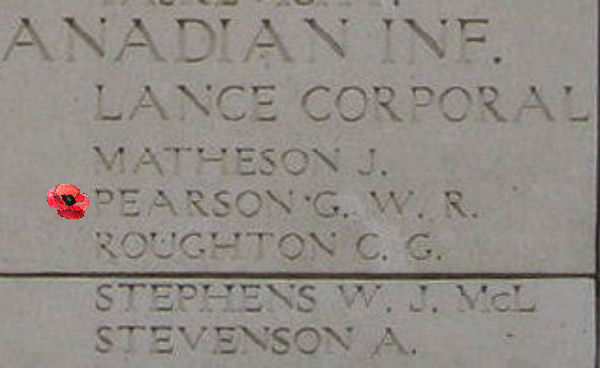 ANADIAN INF.
LANCE CORPORAL
MATHESON J.
PEARSON G. W. R.
ROUGHTON C. G.
STEPHENS W. J. McL
STEVENSON A.